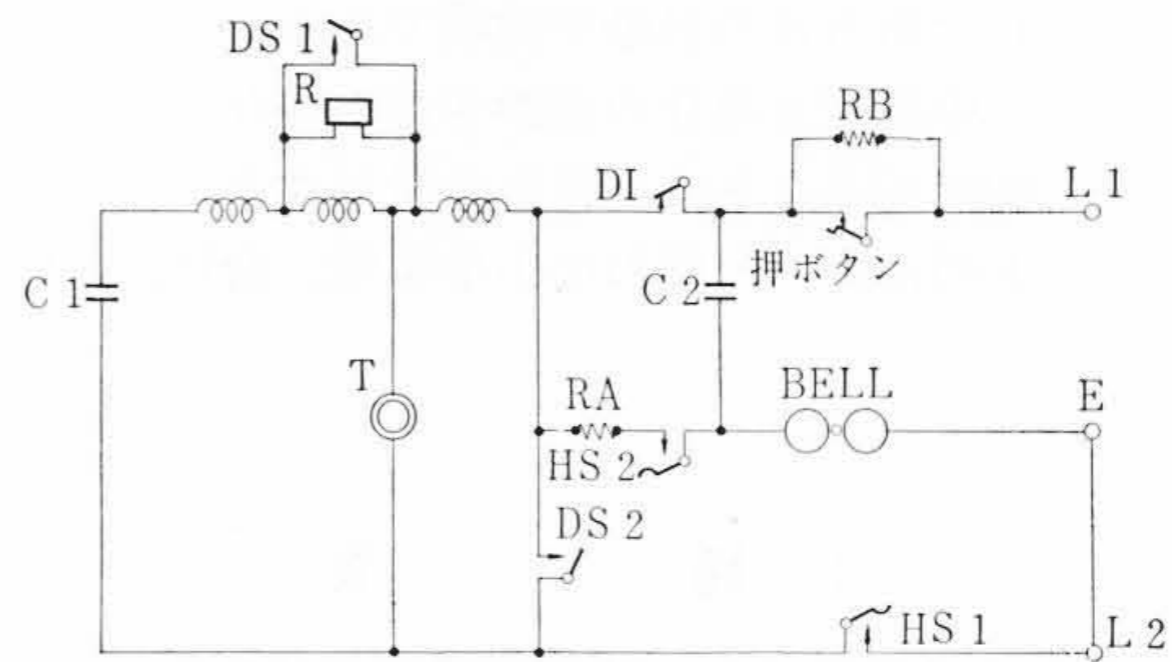 DS 1
R
RB
DI
L 1
押ボタン
C 1
C 2
T
RA
BELL
E
HS 2
DS 2
HS 1
L 2